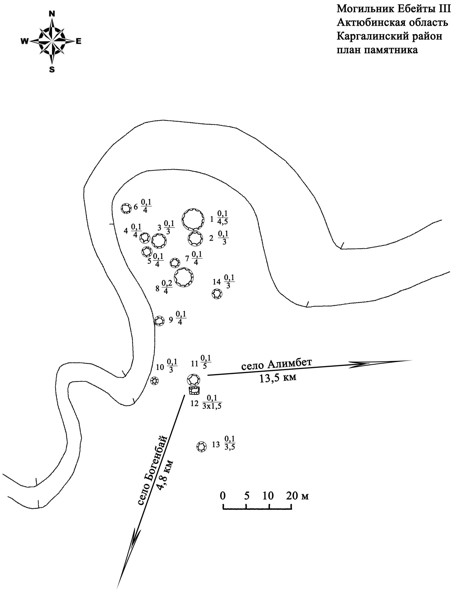 Могильник Ебейты III
Актюбинская область
Каргалинский район
план памятника
N
W E
S
6 0,1/4
1 0,1/4,5
4 0,1/4
3 0,1/3
2 0,1/3
5 0,1/4
7 0,1/4
8 0,2/4
14 0,1/3
9 0,1/4
10 0,1/3
11 0,1/5
село Алимбет
13,5 км
12 0,1/3х1,5
13 0,1/3,5
село Богенбай
4,8 км
0 10 20 м